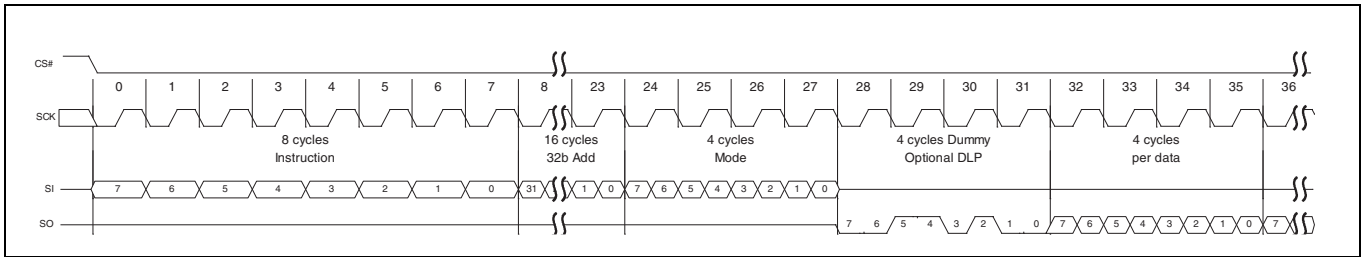 CS#
0 1 2 3 4 5 6 7 8 23 24 25 26 27 28 29 30 31 32 33 34 35 36
SCK
8 cycles 16 cycles 4 cycles 4 cycles Dummy 4 cycles
Instruction 32b Add Mode Optional DLP per data
SI 7 6 5 4 3 2 1 0 31 1 0 7 6 5 4 3 2 1 0
SO 7 6 5 4 3 2 1 0 7 6 5 4 3 2 1 0 7